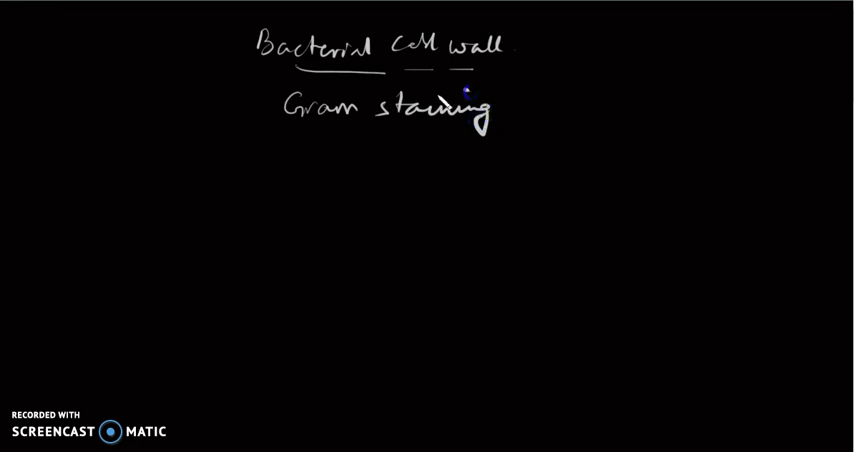 Bacterial Cell wall
Gram staining
RECORDED WITH
SCREENCAST MATIC